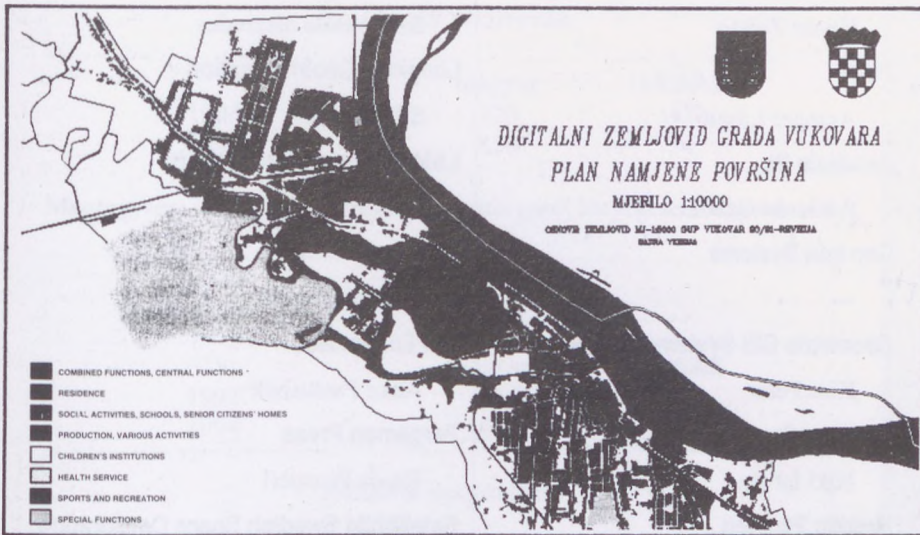 DIGITALNI ZEMLJOVID GRADA VUKOVARA
PLAN NAMJENE POVRŠINA
MJERILO 1:10000
COMBINED FUNCTIONS, CENTRAL FUNCTIONS
RESIDENCE
SOCIAL ACTIVITIES, SCHOOLS, SENIOR CITIZENS' HOMES
PRODUCTION, VARIOUS ACTIVITIES
CHILDREN'S INSTITUTIONS
HEALTH SERVICE
SPORTS AND RECREATION
SPECIAL FUNCTIONS